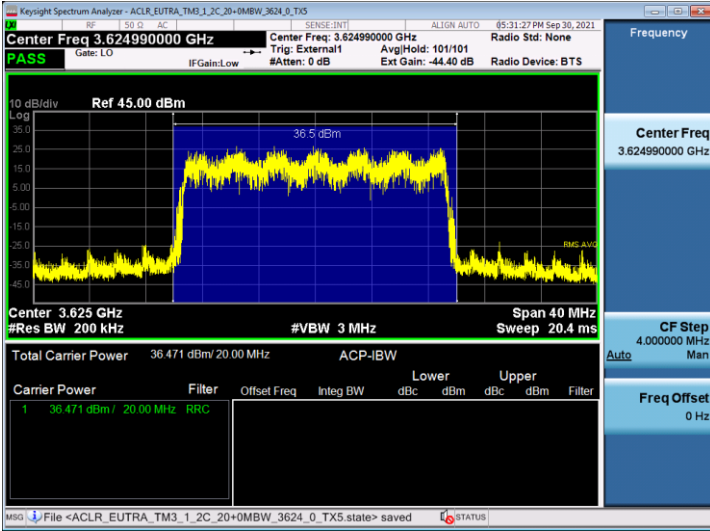 Keysight Spectrum Analyzer - ACLR_EUTRA_TM3_1_2C_20+0MBW_3624_0_TX5
RF 50 Ω AC SENSE:INT ALIGN AUTO 05:31:27 PM Sep 30, 2021
Center Freq 3.624990000 GHz Center Freq: 3.624990000 GHz Radio Std: None
PASS Gate: LO IFGain:Low Trig: External1 Avg|Hold: 101/101
#Atten: 0 dB Ext Gain: -44.40 dB Radio Device: BTS
Frequency
10 dB/div Ref 45.00 dBm
Log
35.0
36.5 dBm
25.0
15.0
5.00
-5.00
-15.0
-25.0
RMS AVG
-35.0
-45.0
Center 3.625 GHz Span 40 MHz
#Res BW 200 kHz #VBW 3 MHz Sweep 20.4 ms
Center Freq
3.624990000 GHz
CF Step
4.000000 MHz
Auto Man
Freq Offset
0 Hz
Total Carrier Power 36.471 dBm/ 20.00 MHz ACP-IBW
Lower Upper
Carrier Power Filter Offset Freq Integ BW dBc dBm dBc dBm Filter
1 36.471 dBm / 20.00 MHz RRC
MSG File <ACLR_EUTRA_TM3_1_2C_20+0MBW_3624_0_TX5.state> saved STATUS